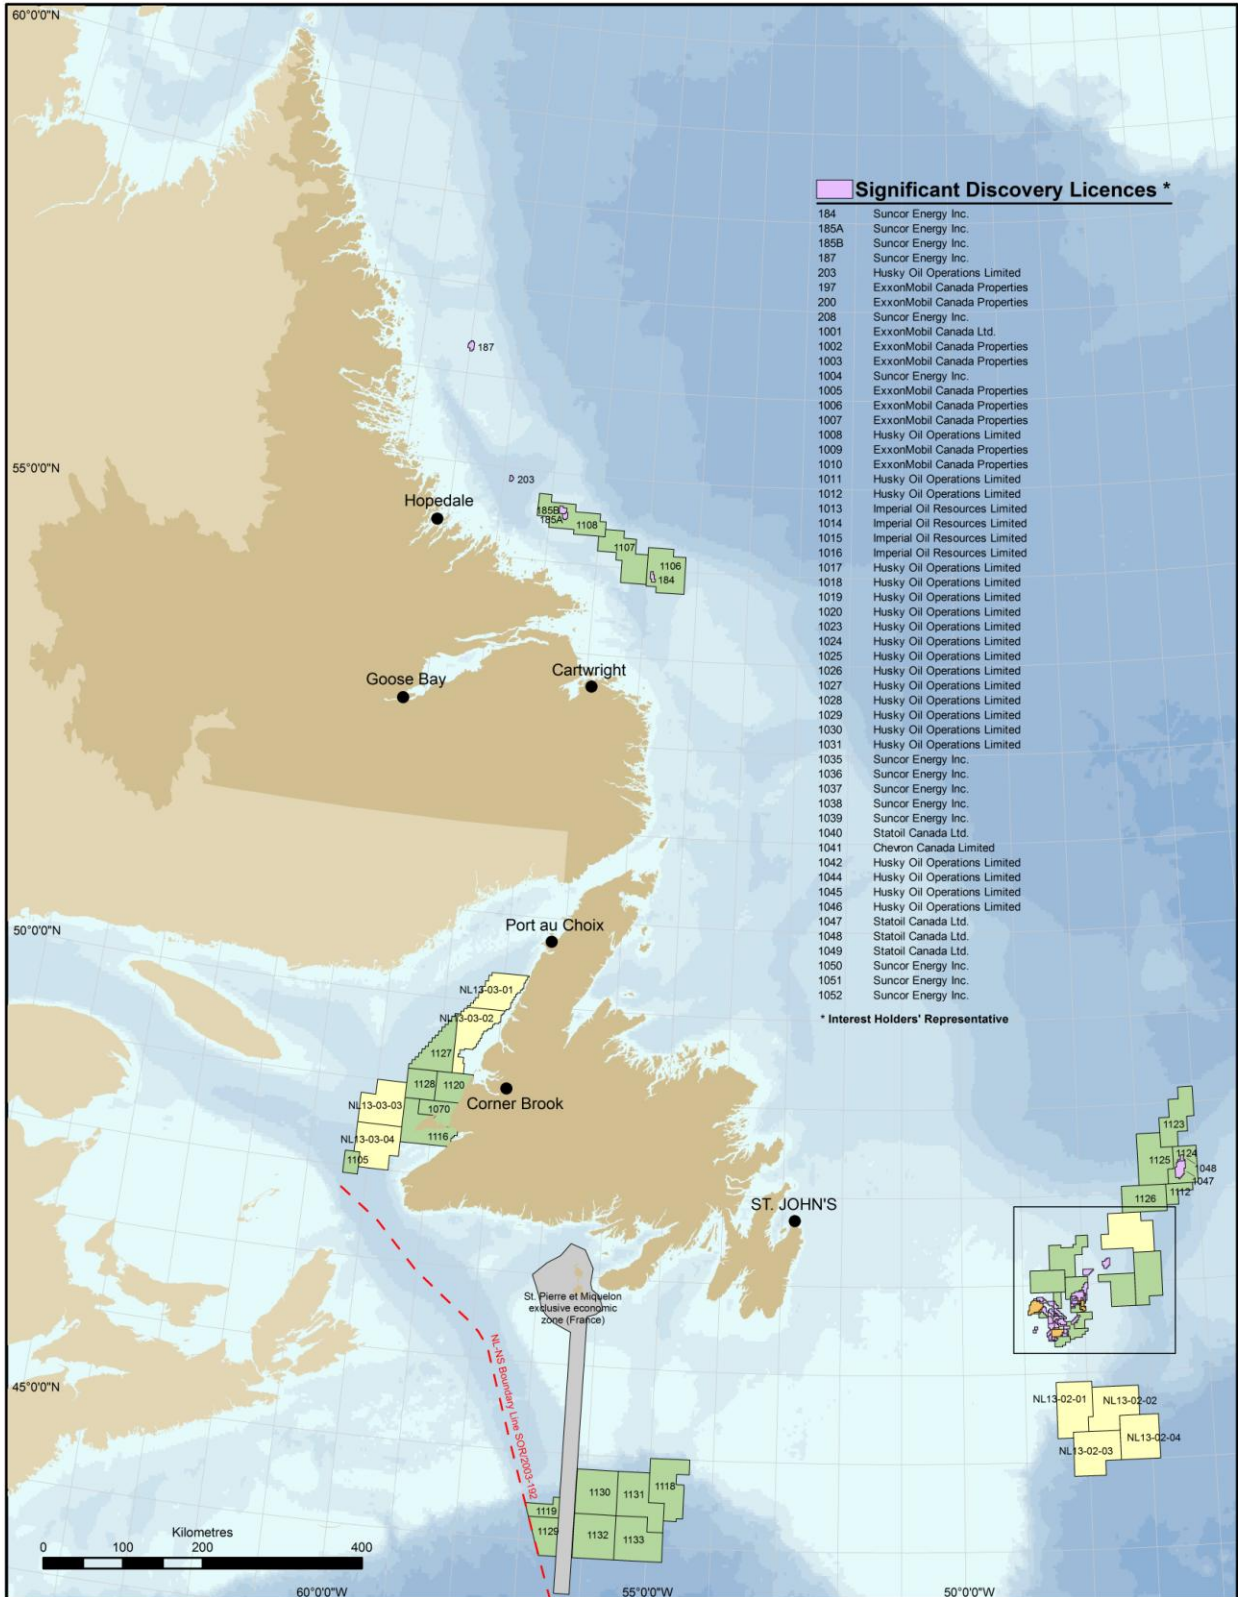 60°0'0"N
Significant Discovery Licences *
184 Suncor Energy Inc.
185A Suncor Energy Inc.
185B Suncor Energy Inc.
187 Suncor Energy Inc.
203 Husky Oil Operations Limited
197 ExxonMobil Canada Properties
200 ExxonMobil Canada Properties
208 Suncor Energy Inc.
1001 ExxonMobil Canada Ltd.
1002 ExxonMobil Canada Properties
1003 ExxonMobil Canada Properties
1004 Suncor Energy Inc.
1005 ExxonMobil Canada Properties
1006 ExxonMobil Canada Properties
1007 ExxonMobil Canada Properties
1008 Husky Oil Operations Limited
1009 ExxonMobil Canada Properties
1010 ExxonMobil Canada Properties
1011 Husky Oil Operations Limited
1012 Husky Oil Operations Limited
1013 Imperial Oil Resources Limited
1014 Imperial Oil Resources Limited
1015 Imperial Oil Resources Limited
1016 Imperial Oil Resources Limited
1017 Husky Oil Operations Limited
1018 Husky Oil Operations Limited
1019 Husky Oil Operations Limited
1020 Husky Oil Operations Limited
1023 Husky Oil Operations Limited
1024 Husky Oil Operations Limited
1025 Husky Oil Operations Limited
1026 Husky Oil Operations Limited
1027 Husky Oil Operations Limited
1028 Husky Oil Operations Limited
1029 Husky Oil Operations Limited
1030 Husky Oil Operations Limited
1031 Husky Oil Operations Limited
1035 Suncor Energy Inc.
1036 Suncor Energy Inc.
1037 Suncor Energy Inc.
1038 Suncor Energy Inc.
1039 Suncor Energy Inc.
1040 Statoil Canada Ltd.
1041 Chevron Canada Limited
1042 Husky Oil Operations Limited
1044 Husky Oil Operations Limited
1045 Husky Oil Operations Limited
1046 Husky Oil Operations Limited
1047 Statoil Canada Ltd.
1048 Statoil Canada Ltd.
1049 Statoil Canada Ltd.
1050 Suncor Energy Inc.
1051 Suncor Energy Inc.
1052 Suncor Energy Inc.
* Interest Holders' Representative
187
55°0'0"N
203
Hopedale
185B
185A
1108
1107
1106
184
Goose Bay
Cartwright
50°0'0"N
Port au Choix
NL13-03-01
NL13-03-02
1127
1128
1120
Corner Brook
NL13-03-03
1070
NL13-03-04
1116
1105
1123
1125
1124
1048
1047
1112
1126
ST. JOHN'S
St. Pierre et Miquelon
exclusive economic
zone (France)
NL-NS Boundary Line SOR/2003-192
45°0'0"N
NL13-02-01
NL13-02-02
NL13-02-03
NL13-02-04
1119
1129
1130
1131
1118
1132
1133
Kilometres
0 100 200 400
60°0'0"W
55°0'0"W
50°0'0"W